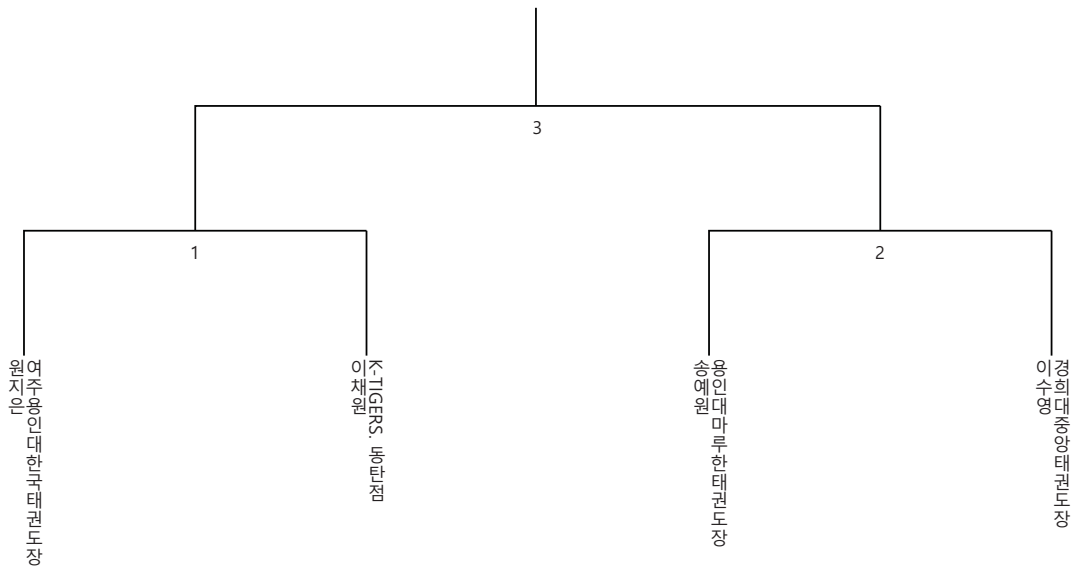 3
1
2
여주용인대한국태권도장
원지은
K-TIGERS. 동탄점
이채원
용인대마루한태권도장
송예원
경희대중앙태권도장
이수영